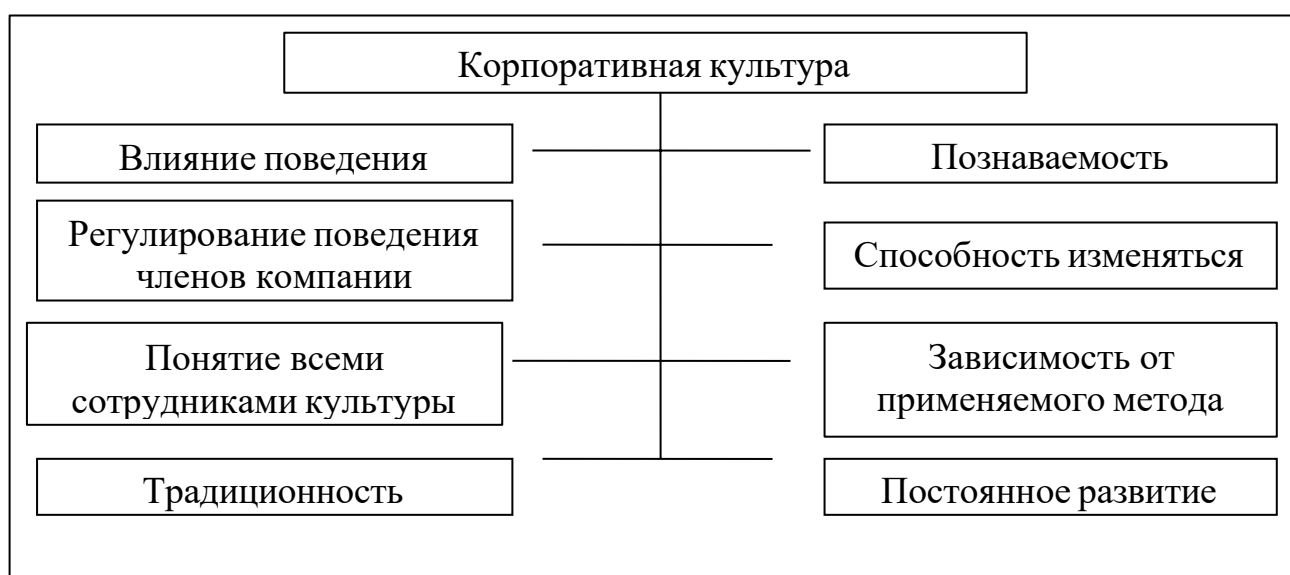 Корпоративная культура
Влияние поведения
Познаваемость
Регулирование поведения
членов компании
Способность изменяться
Понятие всеми
сотрудниками культуры
Зависимость от
применяемого метода
Традиционность
Постоянное развитие